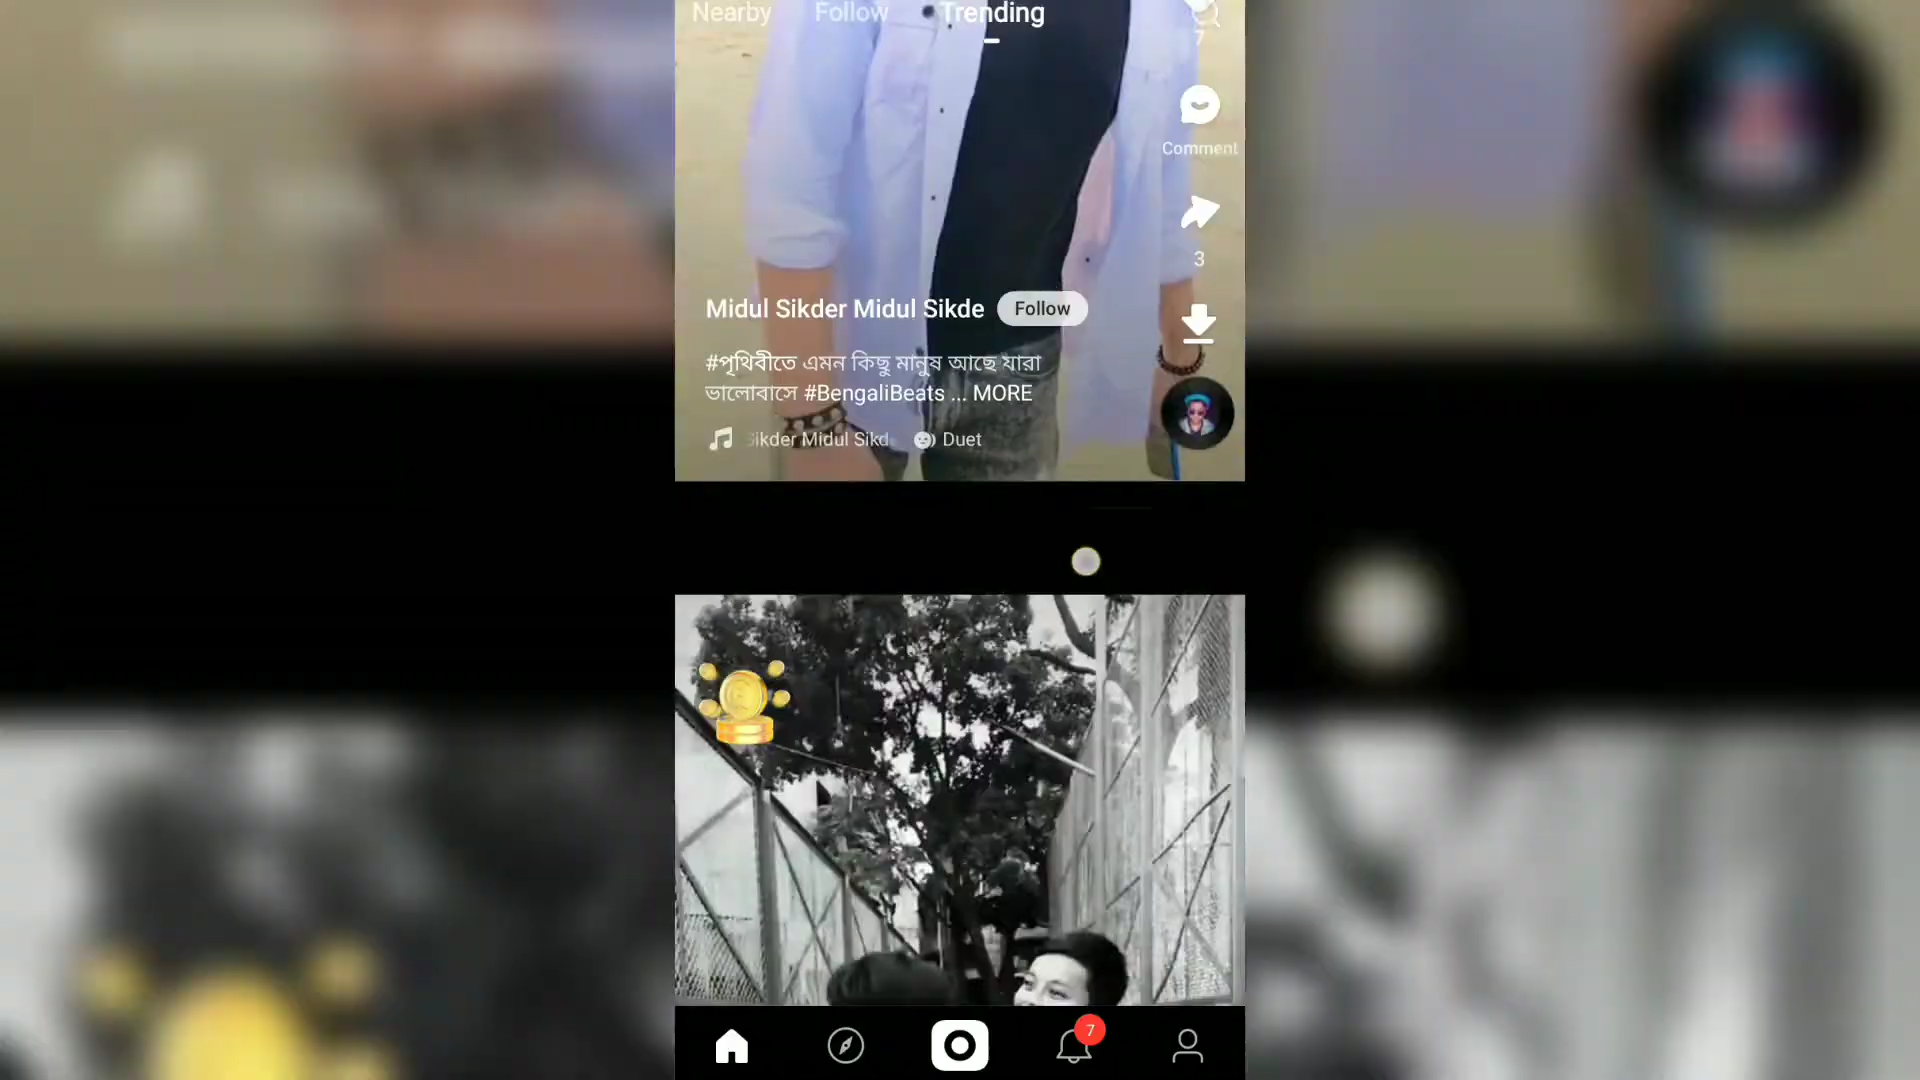 Nearby Follow Trending
7
Comment
3
Midul Sikder Midul Sikde Follow
#পৃথিবীতে এমন কিছু মানুষ আছে যারা
ভালোবাসে #BengaliBeats ... MORE
ikder Midul Sikd Duet
7